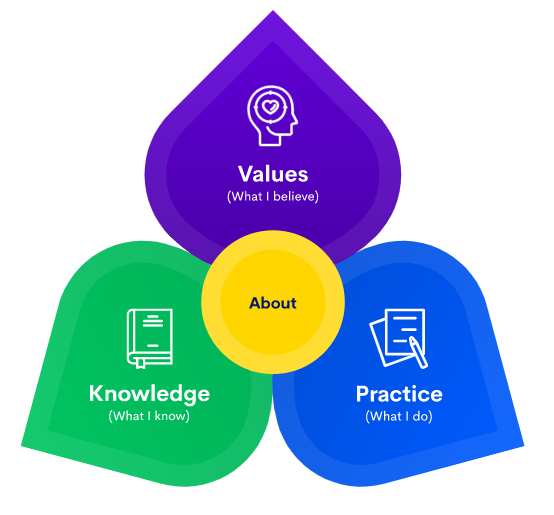 Values
(What I believe)
About
Knowledge
(What I know)
Practice
(What I do)